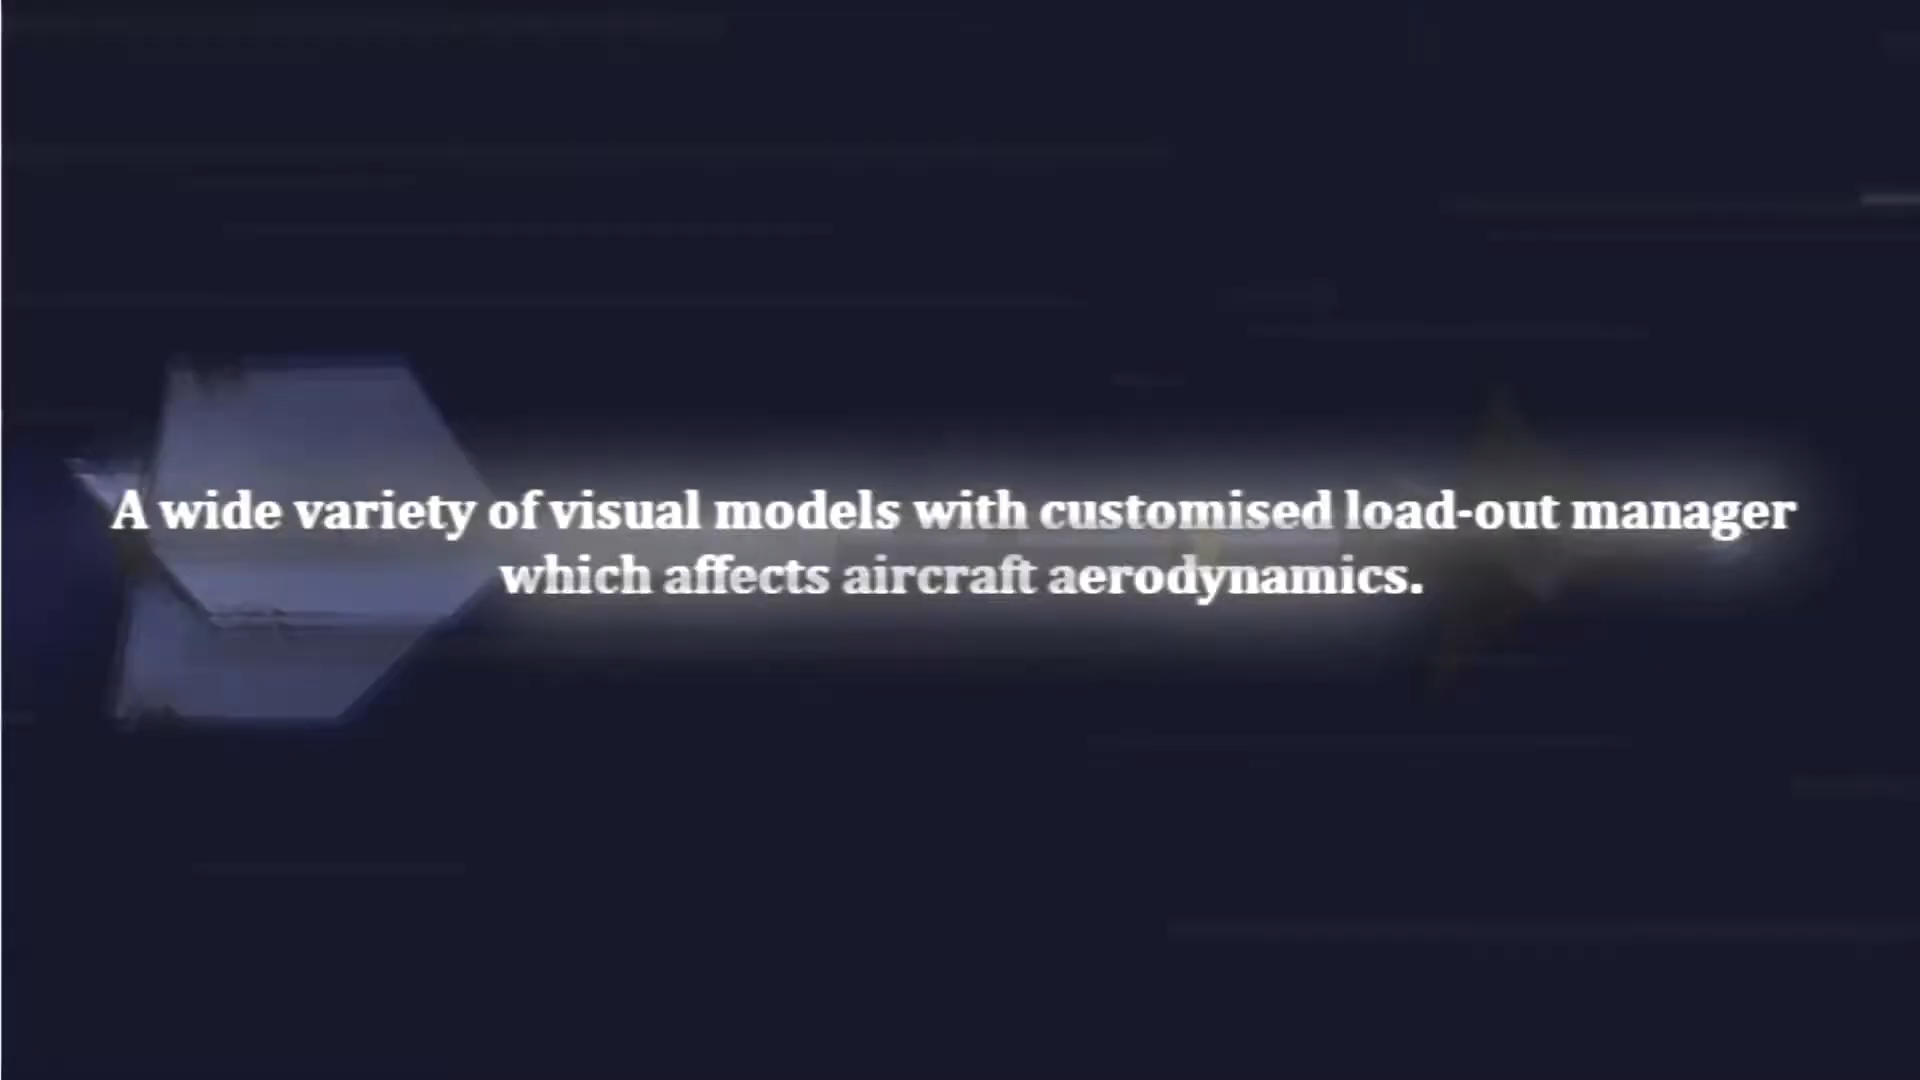 A wide variety of visual models with customised load-out manager
which affects aircraft aerodynamics.